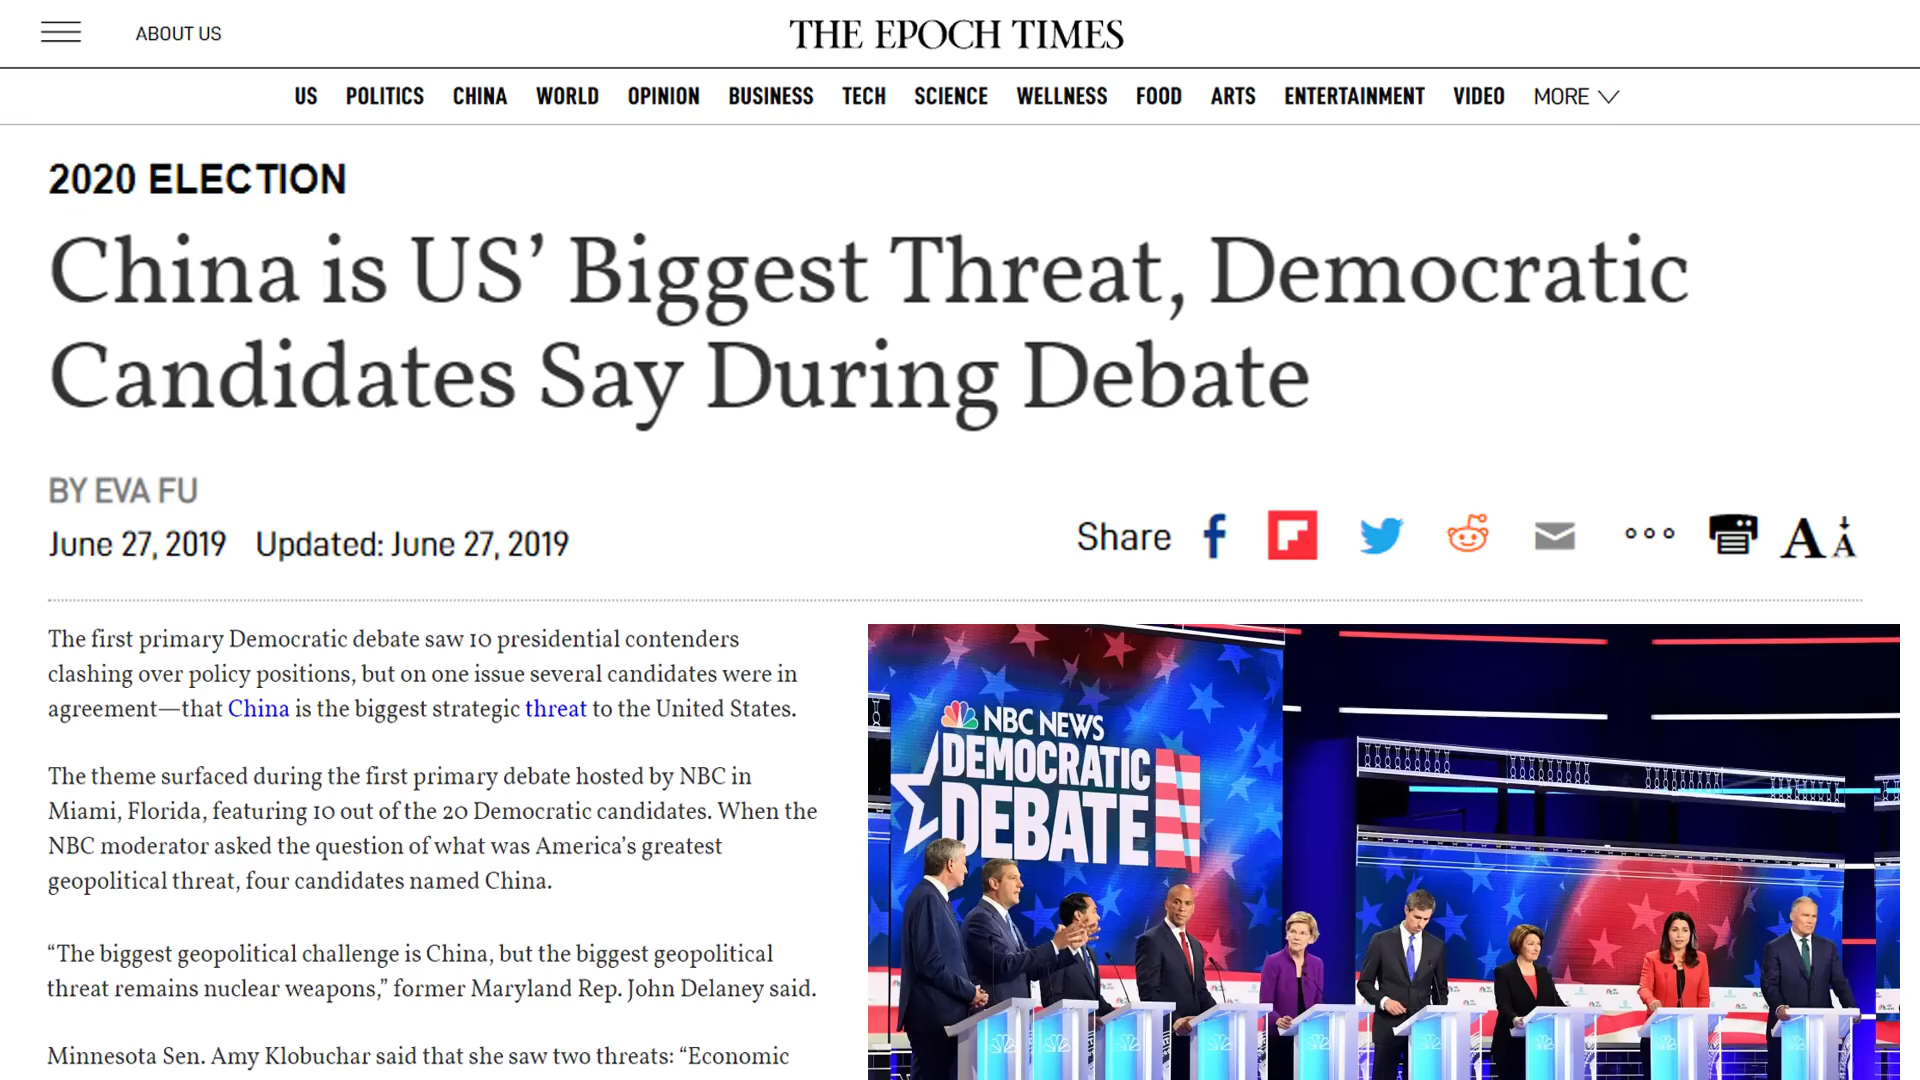 ABOUT US
THE EPOCH TIMES
US POLITICS CHINA WORLD OPINION BUSINESS TECH SCIENCE WELLNESS FOOD ARTS ENTERTAINMENT VIDEO MORE
2020 ELECTION
China is US’ Biggest Threat, Democratic
Candidates Say During Debate
BY EVA FU
June 27, 2019 Updated: June 27, 2019
Share
The first primary Democratic debate saw 10 presidential contenders
clashing over policy positions, but on one issue several candidates were in
agreement—that China is the biggest strategic threat to the United States.
The theme surfaced during the first primary debate hosted by NBC in
Miami, Florida, featuring 10 out of the 20 Democratic candidates. When the
NBC moderator asked the question of what was America’s greatest
geopolitical threat, four candidates named China.
“The biggest geopolitical challenge is China, but the biggest geopolitical
threat remains nuclear weapons,” former Maryland Rep. John Delaney said.
Minnesota Sen. Amy Klobuchar said that she saw two threats: “Economic
NBC NEWS
DEMOCRATIC
DEBATE